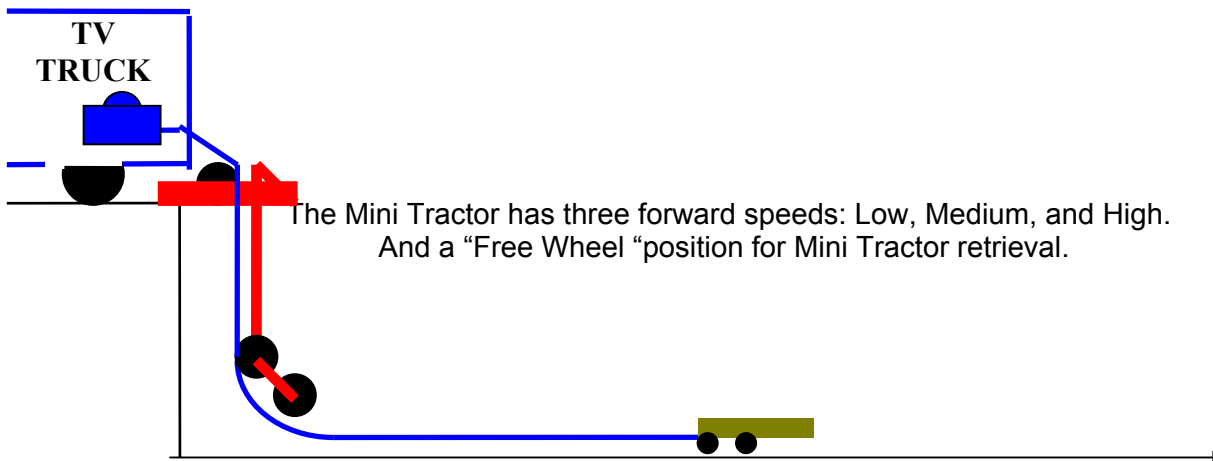 TV
TRUCK
The Mini Tractor has three forward speeds: Low, Medium, and High.
And a “Free Wheel “position for Mini Tractor retrieval.